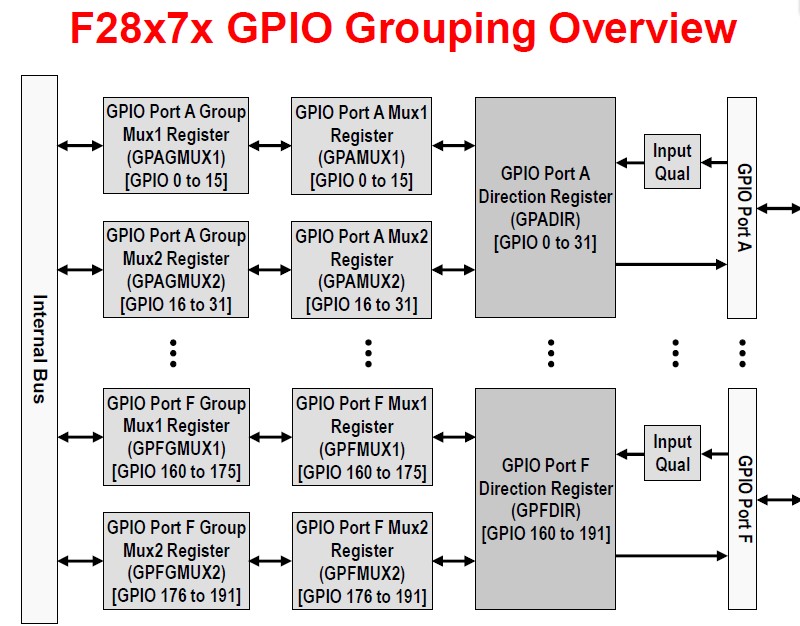 F28x7x GPIO Grouping Overview
Internal Bus
GPIO Port A Group
Mux1 Register
(GPAGMUX1)
[GPIO 0 to 15]
GPIO Port A Mux1
Register
(GPAMUX1)
[GPIO 0 to 15]
GPIO Port A
Direction Register
(GPADIR)
[GPIO 0 to 31]
Input
Qual
GPIO Port A
GPIO Port A Group
Mux2 Register
(GPAGMUX2)
[GPIO 16 to 31]
GPIO Port A Mux2
Register
(GPAMUX2)
[GPIO 16 to 31]
GPIO Port F Group
Mux1 Register
(GPFGMUX1)
[GPIO 160 to 175]
GPIO Port F Mux1
Register
(GPFMUX1)
[GPIO 160 to 175]
GPIO Port F
Direction Register
(GPFDIR)
[GPIO 160 to 191]
Input
Qual
GPIO Port F
GPIO Port F Group
Mux2 Register
(GPFGMUX2)
[GPIO 176 to 191]
GPIO Port F Mux2
Register
(GPFMUX2)
[GPIO 176 to 191]